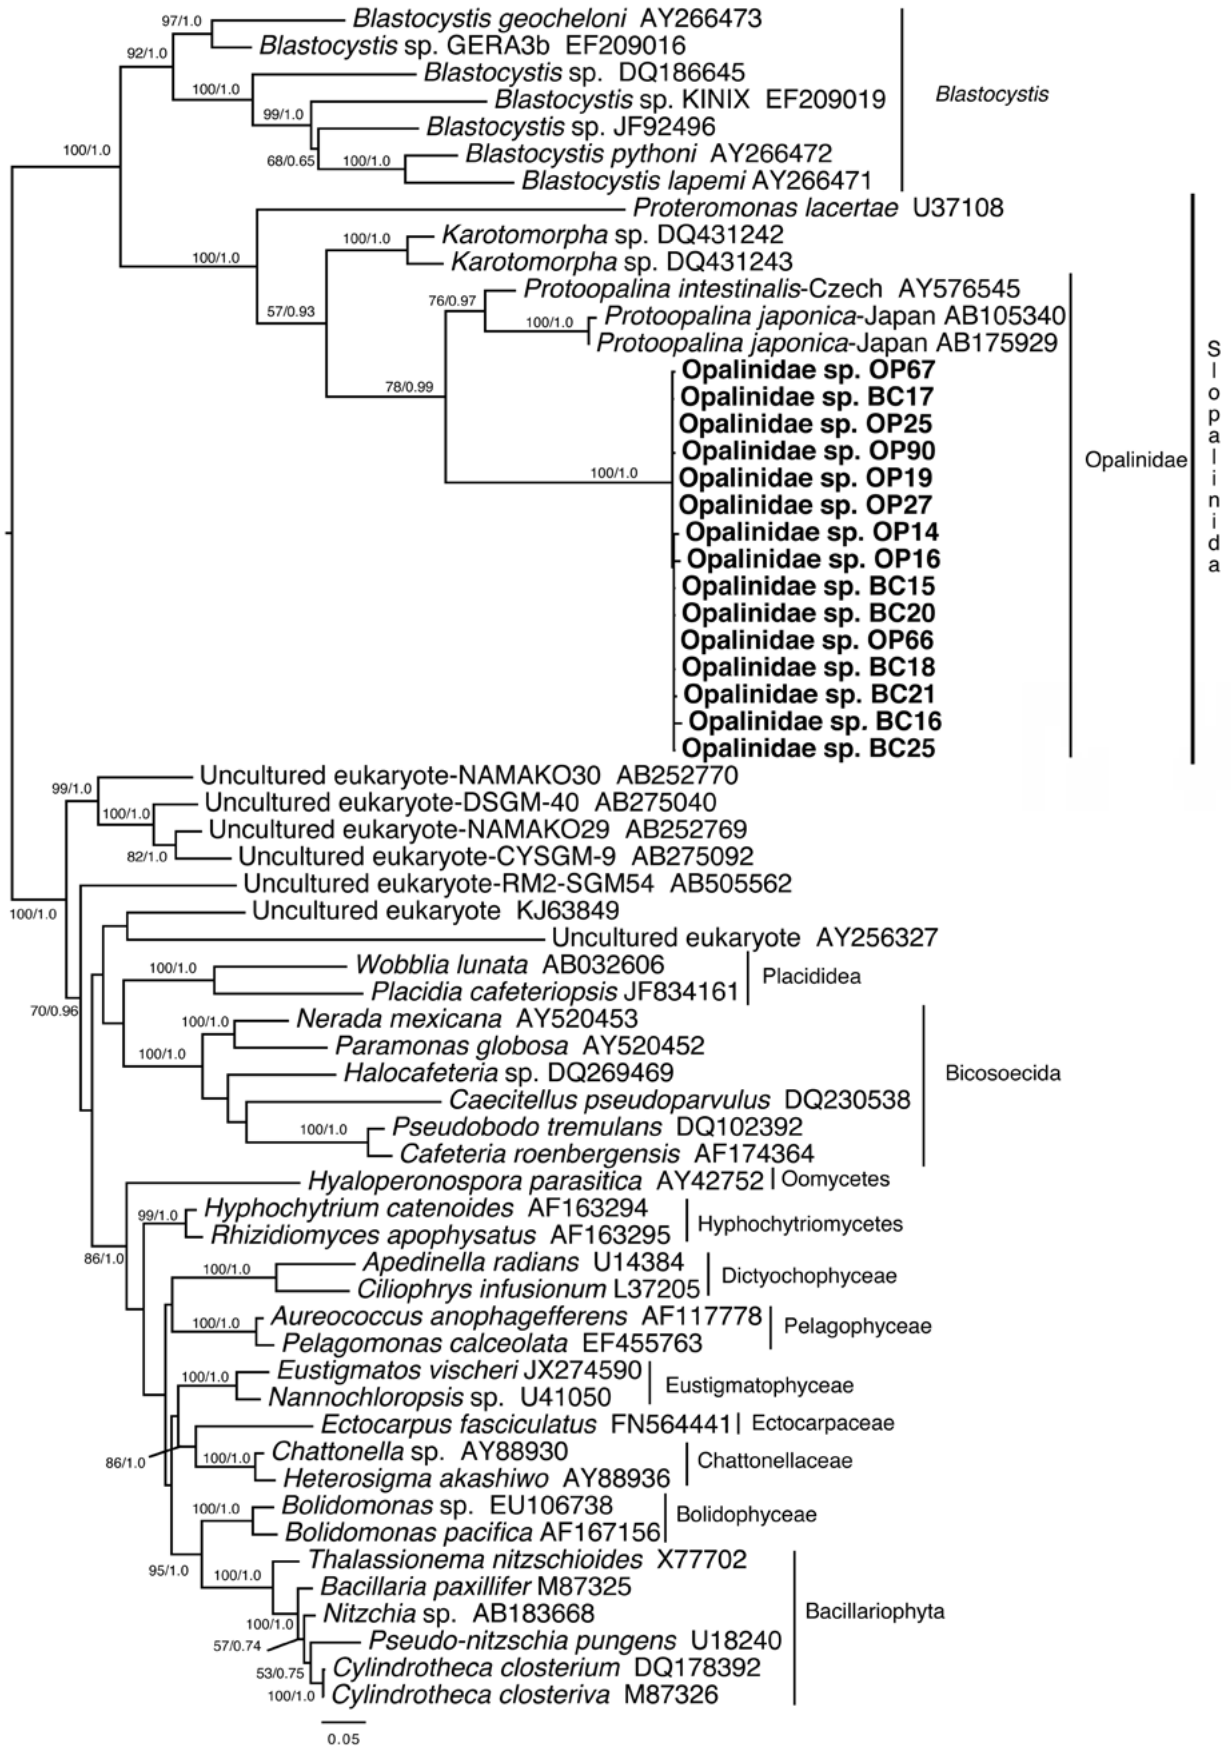 97/1.0
Blastocystis geocheloni AY266473
Blastocystis sp. GERA3b EF209016
92/1.0
Blastocystis sp. DQ186645
100/1.0
Blastocystis sp. KINIX EF209019
Blastocystis
99/1.0
Blastocystis sp. JF92496
100/1.0
Blastocystis pythoni AY266472
68/0.65
100/1.0
Blastocystis lapemi AY266471
Proteromonas lacertae U37108
Karotomorpha sp. DQ431242
100/1.0
100/1.0
Karotomorpha sp. DQ431243
Protoopalina intestinalis-Czech AY576545
76/0.97
57/0.93
Protoopalina japonica-Japan AB105340
100/1.0
Protoopalina japonica-Japan AB175929
Opalinidae sp. OP67
78/0.99
Opalinidae sp. BC17
Opalinidae sp. OP25
Opalinidae sp. OP90
Opalinidae
Slopalinida
100/1.0
Opalinidae sp. OP19
Opalinidae sp. OP27
Opalinidae sp. OP14
Opalinidae sp. OP16
Opalinidae sp. BC15
Opalinidae sp. BC20
Opalinidae sp. OP66
Opalinidae sp. BC18
Opalinidae sp. BC21
Opalinidae sp. BC16
Opalinidae sp. BC25
Uncultured eukaryote-NAMAKO30 AB252770
99/1.0
Uncultured eukaryote-DSGM-40 AB275040
100/1.0
Uncultured eukaryote-NAMAKO29 AB252769
82/1.0
Uncultured eukaryote-CYSGM-9 AB275092
Uncultured eukaryote-RM2-SGM54 AB505562
100/1.0
Uncultured eukaryote KJ63849
Uncultured eukaryote AY256327
100/1.0
Wobblia lunata AB032606
Placididea
Placidia cafeteriopsis JF834161
70/0.96
100/1.0
Nerada mexicana AY520453
Paramonas globosa AY520452
100/1.0
Halocafeteria sp. DQ269469
Bicosoecida
Caecitellus pseudoparvulus DQ230538
100/1.0
Pseudobodo tremulans DQ102392
Cafeteria roenbergensis AF174364
Hyaloperonospora parasitica AY42752
Oomycetes
Hyphochytrium catenoides AF163294
99/1.0
Hyphochytriomycetes
Rhizidiomyces apophysatus AF163295
86/1.0
Apedinella radians U14384
100/1.0
Dictyochophyceae
Ciliophrys infusionum L37205
Aureococcus anophagefferens AF117778
100/1.0
Pelagophyceae
Pelagomonas calceolata EF455763
Eustigmatos vischeri JX274590
100/1.0
Eustigmatophyceae
Nannochloropsis sp. U41050
Ectocarpus fasciculatus FN564441
Ectocarpaceae
Chattonella sp. AY88930
86/1.0
100/1.0
Chattonellaceae
Heterosigma akashiwo AY88936
Bolidomonas sp. EU106738
100/1.0
Bolidophyceae
Bolidomonas pacifica AF167156
Thalassionema nitzschioides X77702
95/1.0
100/1.0
Bacillaria paxillifer M87325
Nitzchia sp. AB183668
Bacillariophyta
100/1.0
57/0.74
Pseudo-nitzschia pungens U18240
53/0.75
Cylindrotheca closterium DQ178392
100/1.0
Cylindrotheca closteriva M87326
0.05